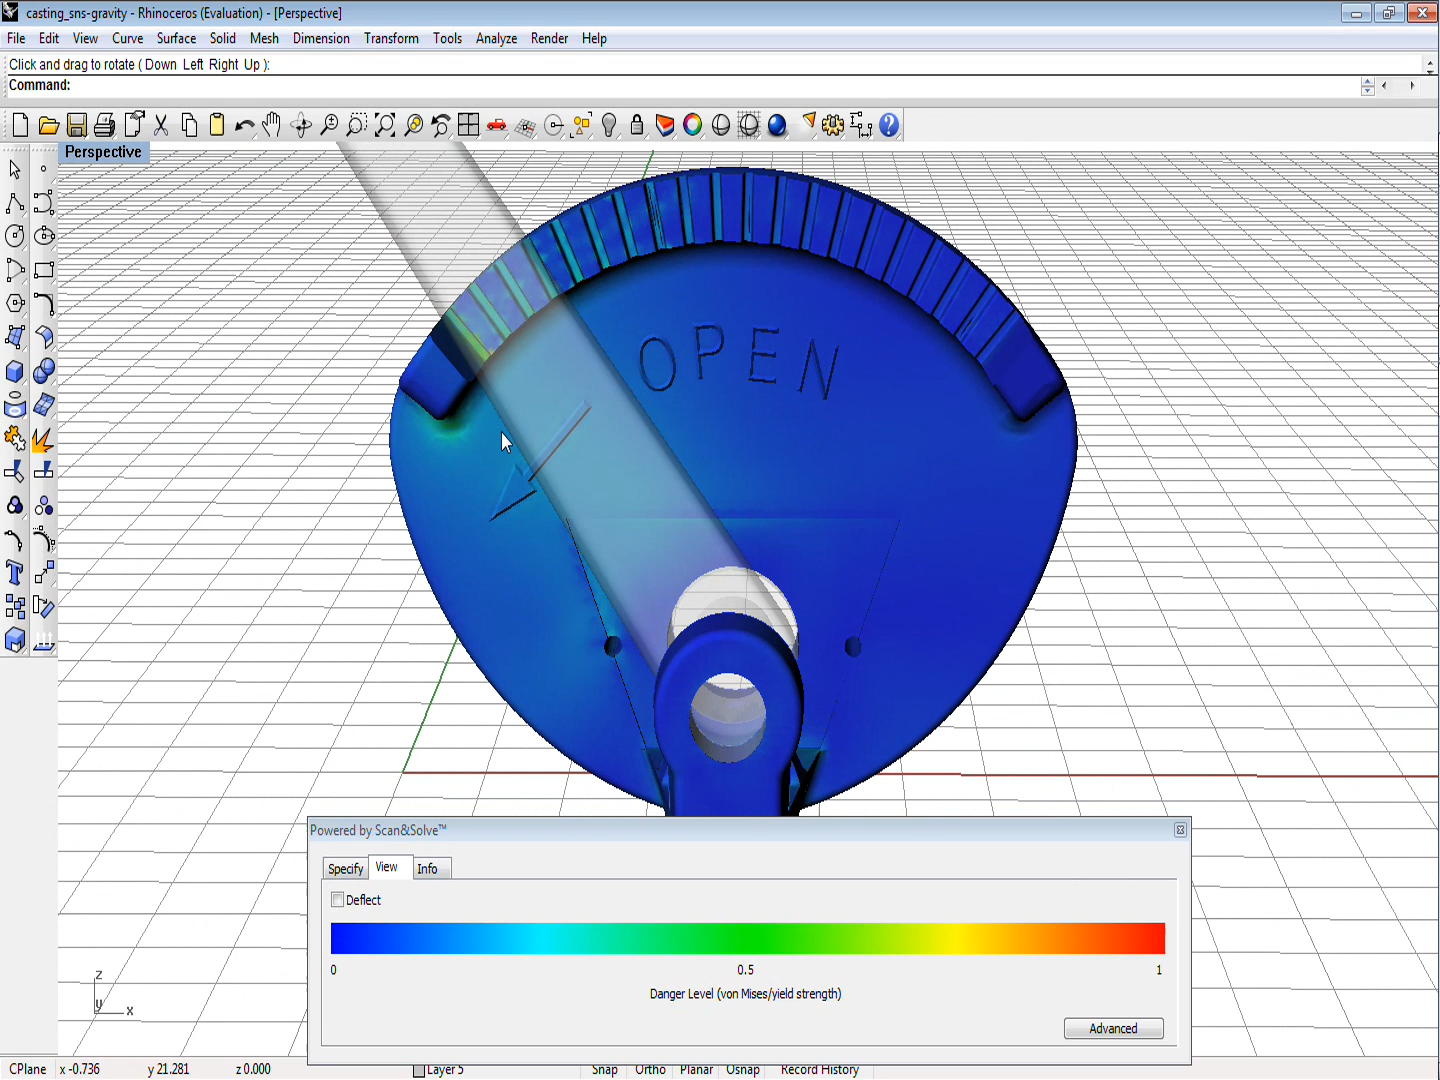 casting_sns-gravity - Rhinoceros (Evaluation) - [Perspective]
File Edit View Curve Surface Solid Mesh Dimension Transform Tools Analyze Render Help
Click and drag to rotate ( Down Left Right Up ):
Command:
Perspective
OPEN
Powered by Scan&Solve™
Specify View Info
Deflect
0 0.5 1
Danger Level (von Mises/yield strength)
Advanced
z
y
x
CPlane x -0.736 y 21.281 z 0.000 Layer 5 Snap Ortho Planar Osnap Record History